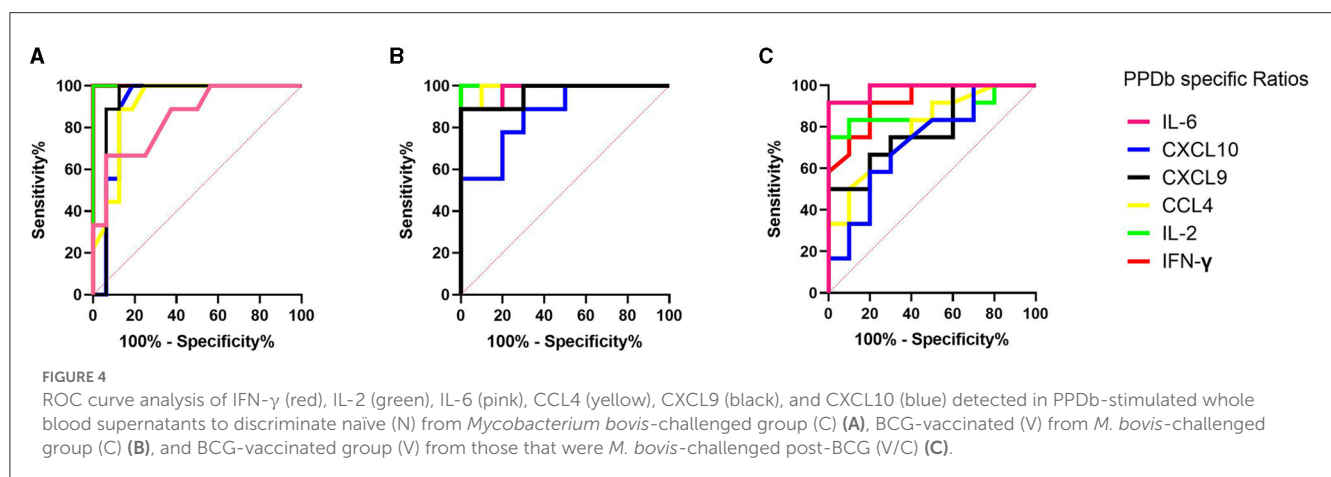 A
B
C
100
80
60
40
20
0
Sensitivity%
0 20 40 60 80 100
100% - Specificity%
100
80
60
40
20
0
Sensitivity%
0 20 40 60 80 100
100% - Specificity%
100
80
60
40
20
0
Sensitivity%
0 20 40 60 80 100
100% - Specificity%
PPDb specific Ratios
IL-6
CXCL10
CXCL9
CCL4
IL-2
IFN-γ
FIGURE 4
ROC curve analysis of IFN-γ (red), IL-2 (green), IL-6 (pink), CCL4 (yellow), CXCL9 (black), and CXCL10 (blue) detected in PPDb-stimulated whole
blood supernatants to discriminate naïve (N) from Mycobacterium bovis-challenged group (C) (A), BCG-vaccinated (V) from M. bovis-challenged
group (C) (B), and BCG-vaccinated group (V) from those that were M. bovis-challenged post-BCG (V/C) (C).